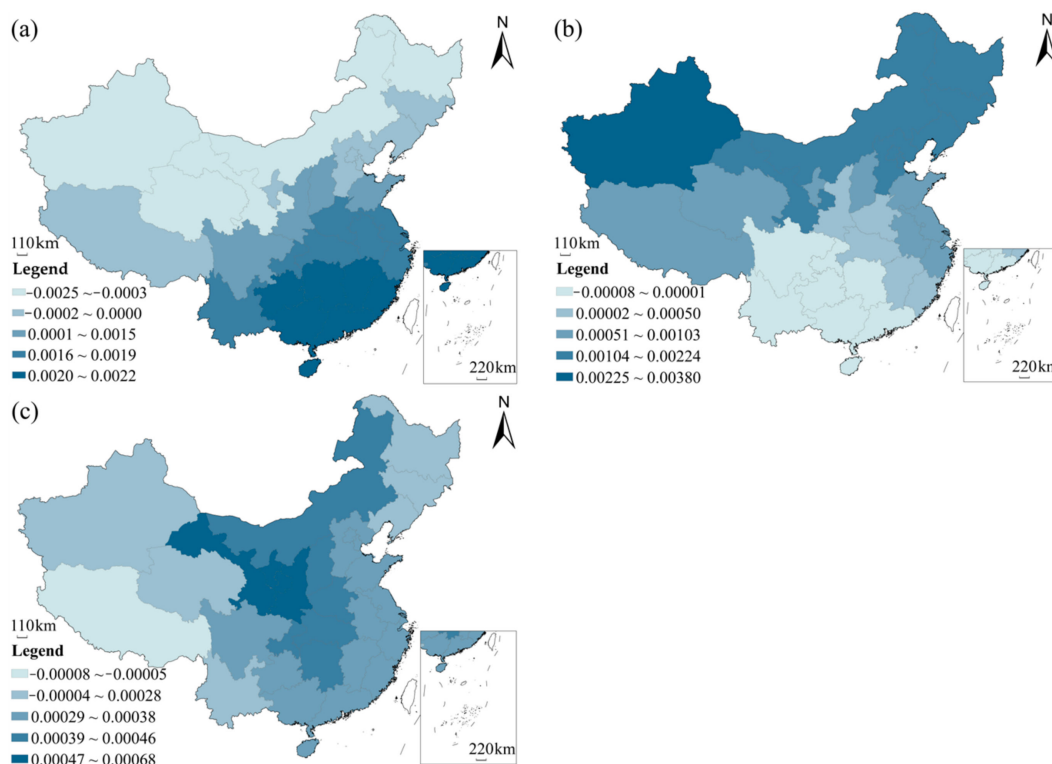 (a)
N
110km
Legend
-0.0025 ~ -0.0003
-0.0002 ~ 0.0000
0.0001 ~ 0.0015
0.0016 ~ 0.0019
0.0020 ~ 0.0022
220km
(b)
N
110km
Legend
-0.00008 ~ 0.00001
0.00002 ~ 0.00050
0.00051 ~ 0.00103
0.00104 ~ 0.00224
0.00225 ~ 0.00380
220km
(c)
N
110km
Legend
-0.00008 ~ -0.00005
-0.00004 ~ 0.00028
0.00029 ~ 0.00038
0.00039 ~ 0.00046
0.00047 ~ 0.00068
220km